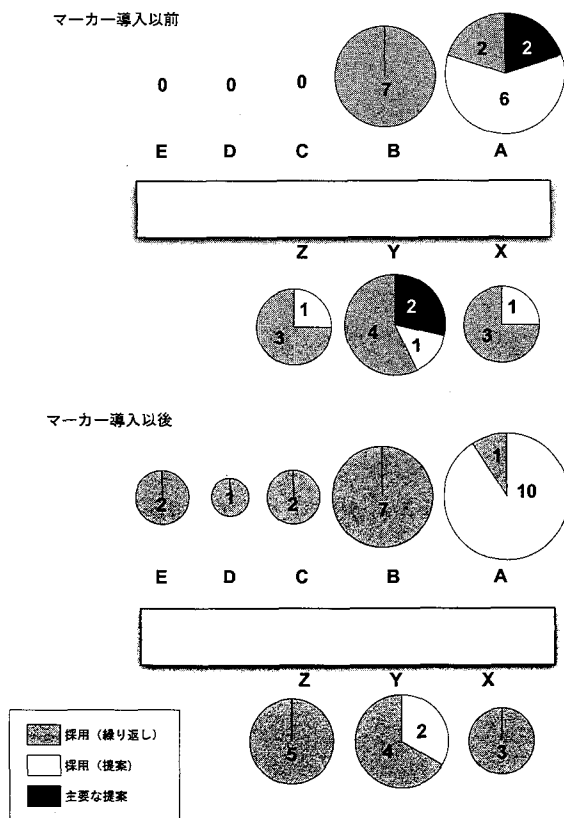 マーカー導入以前
0 0 0 7 2 2 6
E D C B A
Z Y X
3 1 4 2 1 3 1
マーカー導入以後
2 1 2 7 1 10
E D C B A
Z Y X
5 4 2 3
採用（繰り返し）
採用（提案）
主要な提案